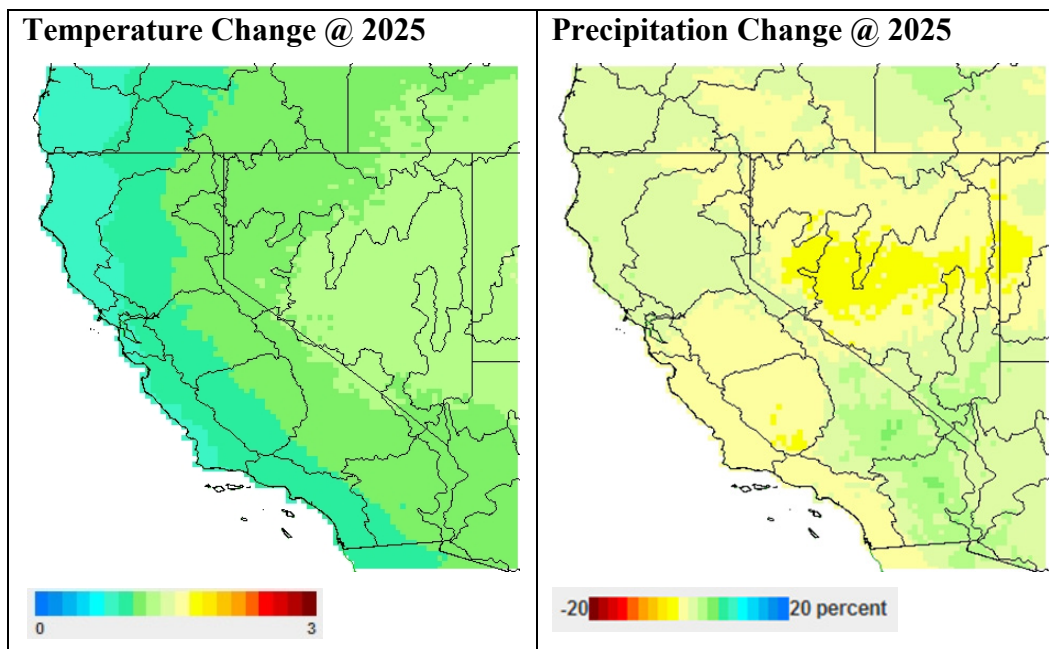 Temperature Change @ 2025
Precipitation Change @ 2025
0
3
-20
20 percent